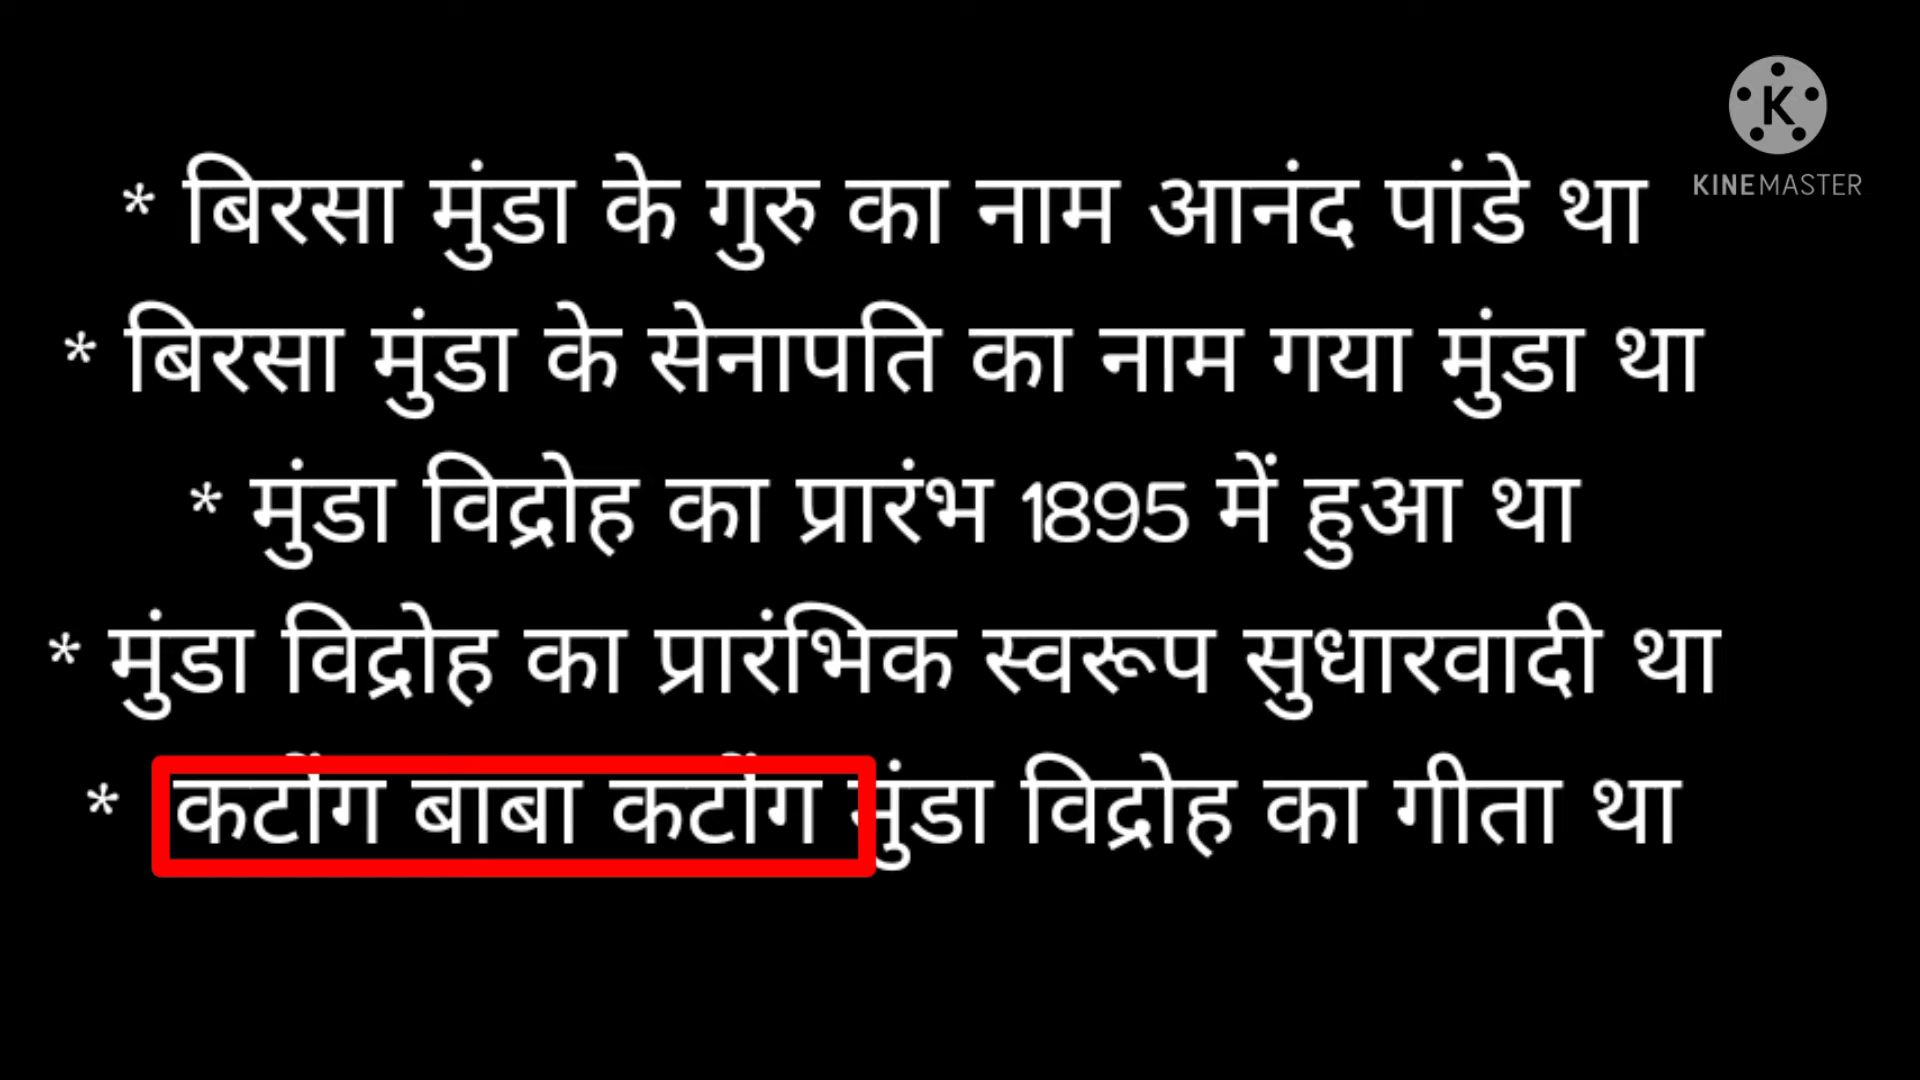 KINEMASTER
* बिरसा मुंडा के गुरु का नाम आनंद पांडे था
* बिरसा मुंडा के सेनापति का नाम गया मुंडा था
* मुंडा विद्रोह का प्रारंभ 1895 में हुआ था
* मुंडा विद्रोह का प्रारंभिक स्वरूप सुधारवादी था
* कटोंग बाबा कटोंग मुंडा विद्रोह का गीता था